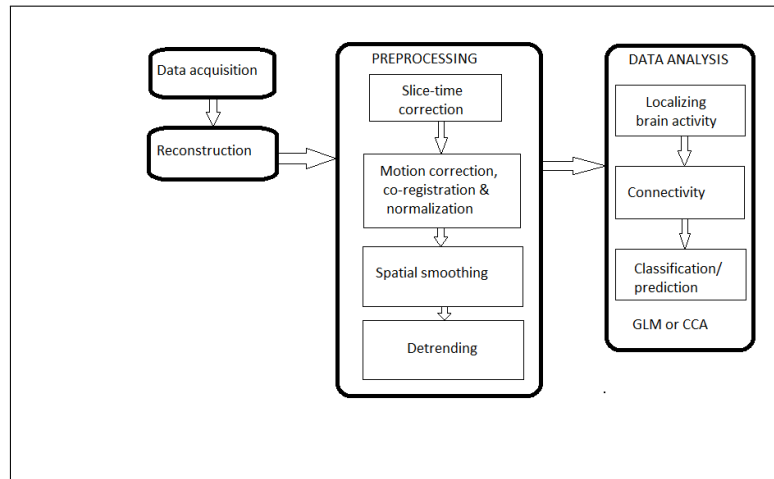 Data acquisition
Reconstruction
PREPROCESSING
Slice-time
correction
Motion correction,
co-registration &
normalization
Spatial smoothing
Detrending
DATA ANALYSIS
Localizing
brain activity
Connectivity
Classification/
prediction
GLM or CCA
.